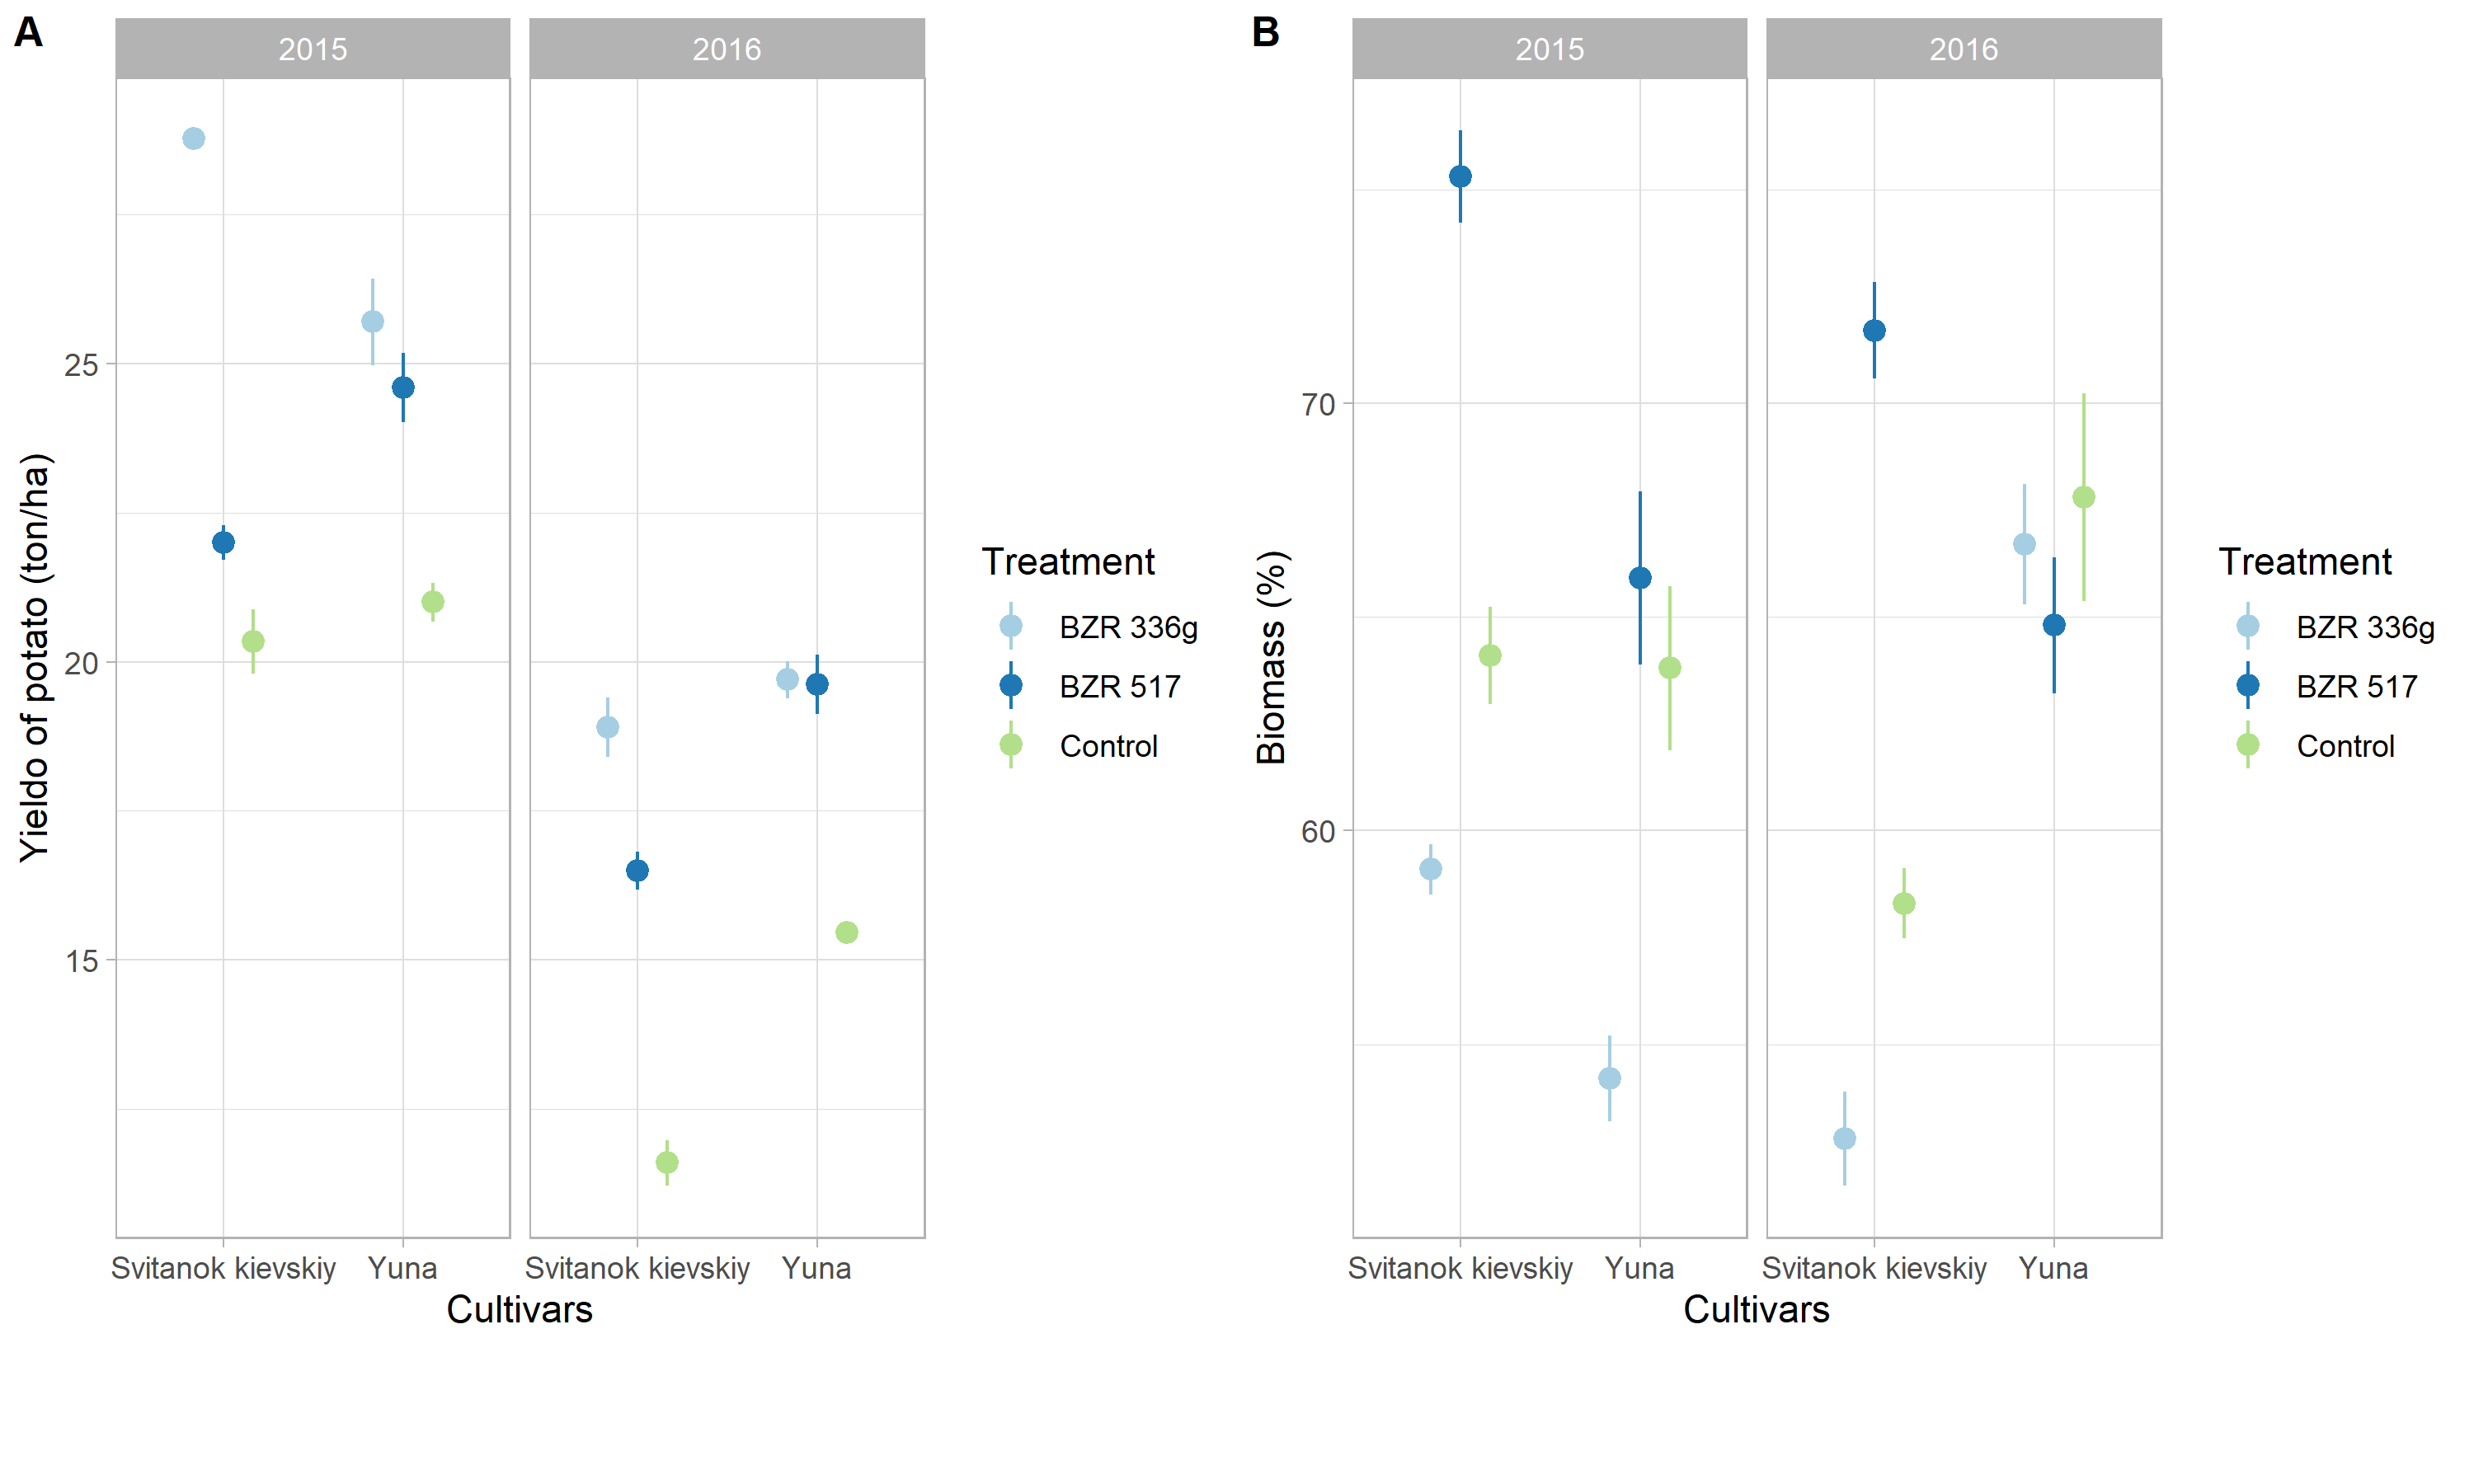 A
2015
2016
25
20
15
Yieldo of potato (ton/ha)
Svitanok kievskiy
Yuna
Svitanok kievskiy
Yuna
Cultivars
Treatment
BZR 336g
BZR 517
Control
B
2015
2016
70
60
Biomass (%)
Svitanok kievskiy
Yuna
Svitanok kievskiy
Yuna
Cultivars
Treatment
BZR 336g
BZR 517
Control